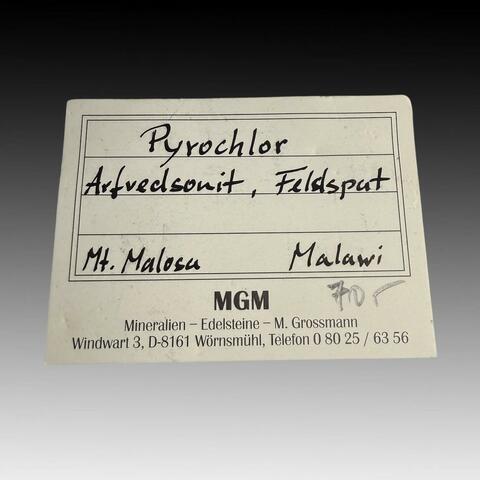 Pyrochlor
Arfvedsonit, Feldspat
Mt. Malosa Malawi
MGM
70,-
Mineralien – Edelsteine – M. Grossmann
Windwart 3, D-8161 Wörnsmühl, Telefon 0 80 25 / 63 56